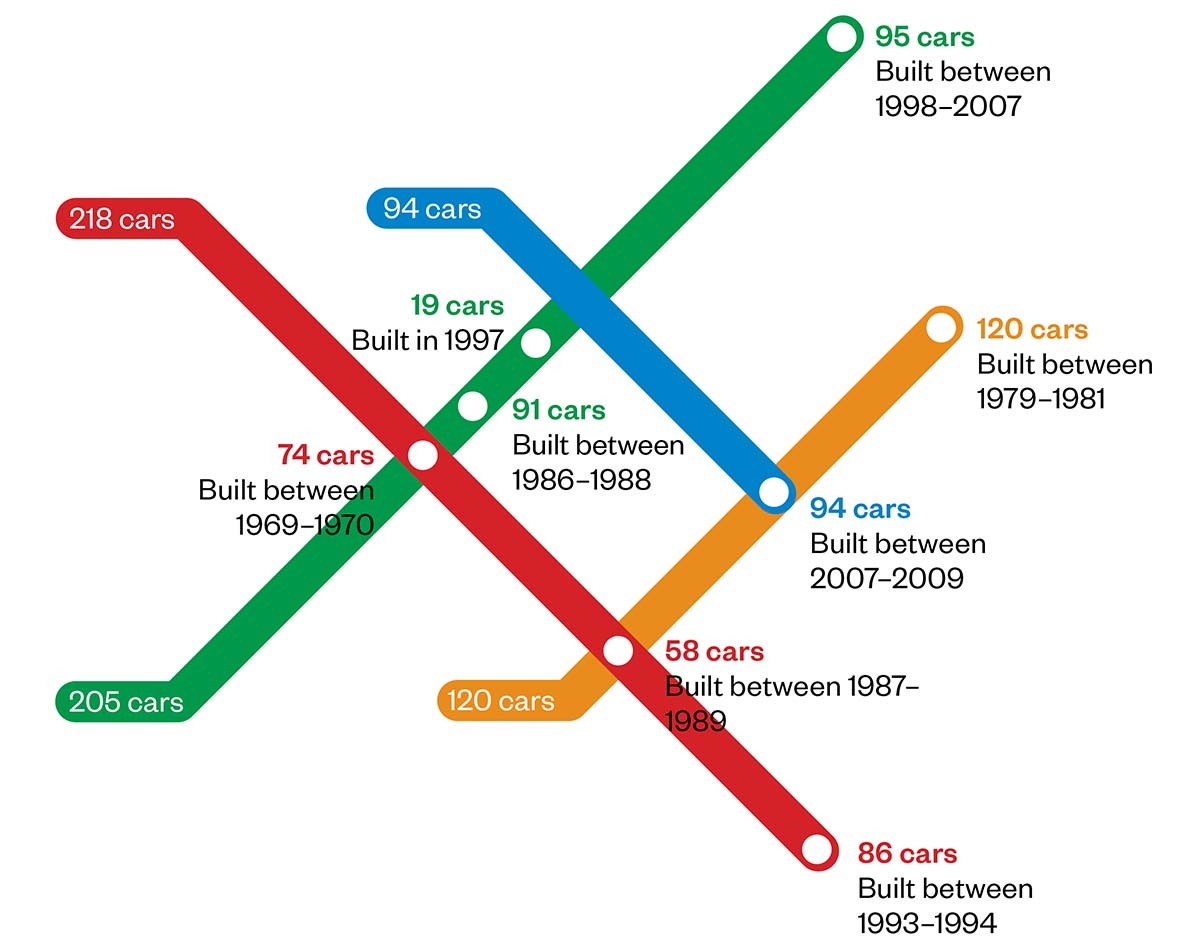 95 cars
Built between
1998–2007
218 cars
94 cars
19 cars
Built in 1997
120 cars
Built between
1979–1981
91 cars
Built between
1986–1988
74 cars
Built between
1969–1970
94 cars
Built between
2007–2009
58 cars
Built between 1987–
1989
205 cars
120 cars
86 cars
Built between
1993–1994